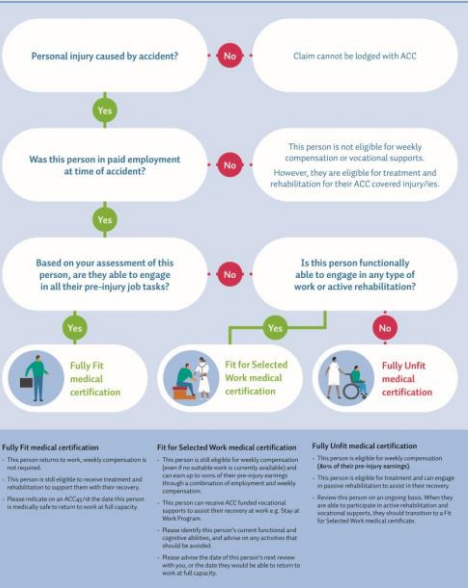 Personal injury caused by accident?
No
Claim cannot be lodged with ACC
Yes
Was this person in paid employment
at time of accident?
No
This person is not eligible for weekly
compensation or vocational supports.
However, they are eligible for treatment and
rehabilitation for their ACC covered injury/ies.
Yes
Based on your assessment of this
person, are they able to engage
in all their pre-injury job tasks?
No
Is this person functionally
able to engage in any type of
work or active rehabilitation?
Yes
Yes
No
Fully Fit
medical
certification
Fit for Selected
Work medical
certification
Fully Unfit
medical
certification
Fully Fit medical certification
- This person returns to work, weekly compensation is
not required.
- This person is still eligible to receive treatment and
rehabilitation to support them with their recovery.
- Please indicate on an ACC45/18 the date this person
is medically safe to return to work at full capacity.
Fit for Selected Work medical certification
- This person is still eligible for weekly compensation
(even if no suitable work is currently available) and
can earn up to 100% of their pre-injury earnings
through a combination of employment and weekly
compensation.
- This person can receive ACC funded vocational
supports to assist their recovery at work e.g. Stay at
Work Program.
- Please identify this person's current functional and
cognitive abilities, and advise on any activities that
should be avoided.
- Please advise the date of this person's next review
with you, or the date they would be able to return to
work at full capacity.
Fully Unfit medical certification
- This person is eligible for weekly compensation
(80% of their pre-injury earnings).
- This person is eligible for treatment and can engage
in passive rehabilitation to assist in their recovery.
- Review this person on an ongoing basis. When they
are able to participate in active rehabilitation and
vocational supports, they should transition to a Fit
for Selected Work medical certificate.